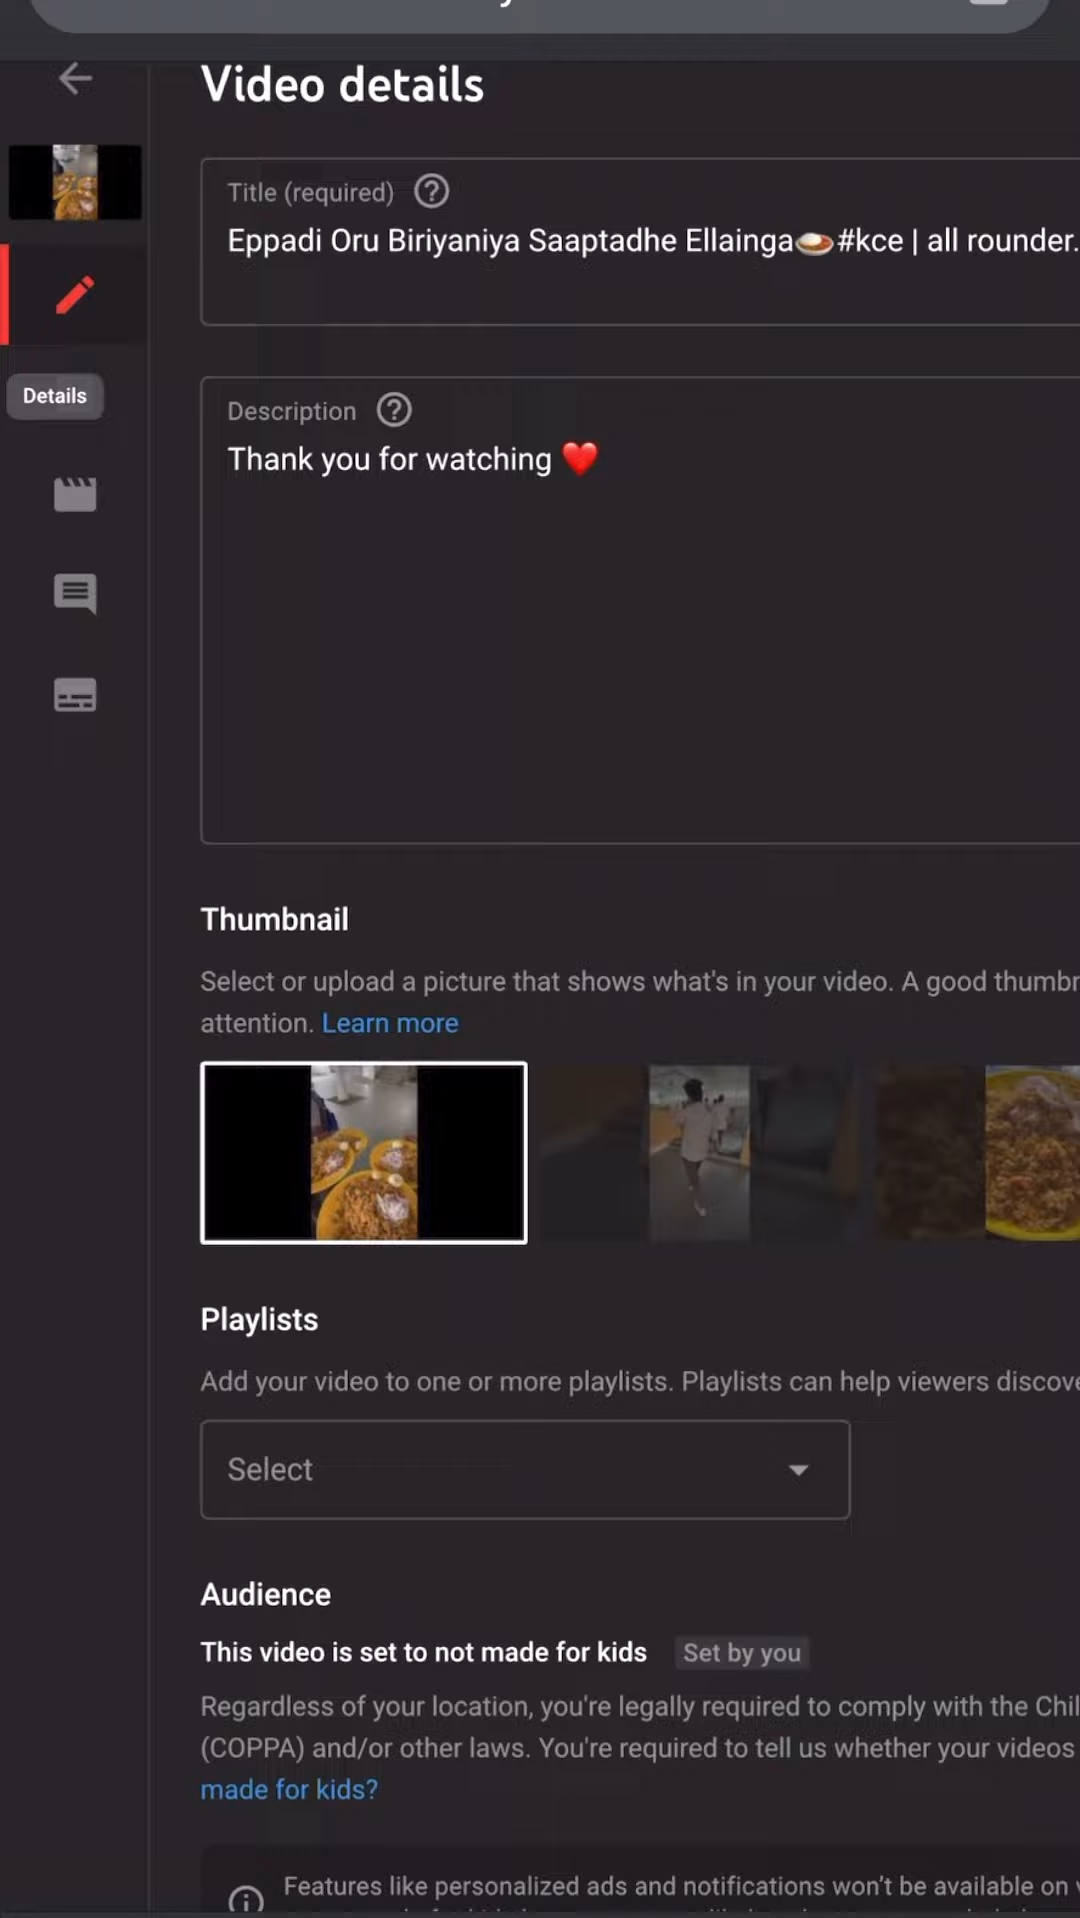 Video details
Title (required)
Eppadi Oru Biriyaniya Saaptadhe Ellainga🍛#kce | all rounder.
Details
Description
Thank you for watching ❤️
Thumbnail
Select or upload a picture that shows what's in your video. A good
attention. Learn more
Playlists
Add your video to one or more playlists. Playlists can help viewers
Select
Audience
This video is set to not made for kids Set by you
Regardless of your location, you're legally required to comply with the
(COPPA) and/or other laws. You're required to tell us whether your videos
made for kids?
Features like personalized ads and notifications won't be available on